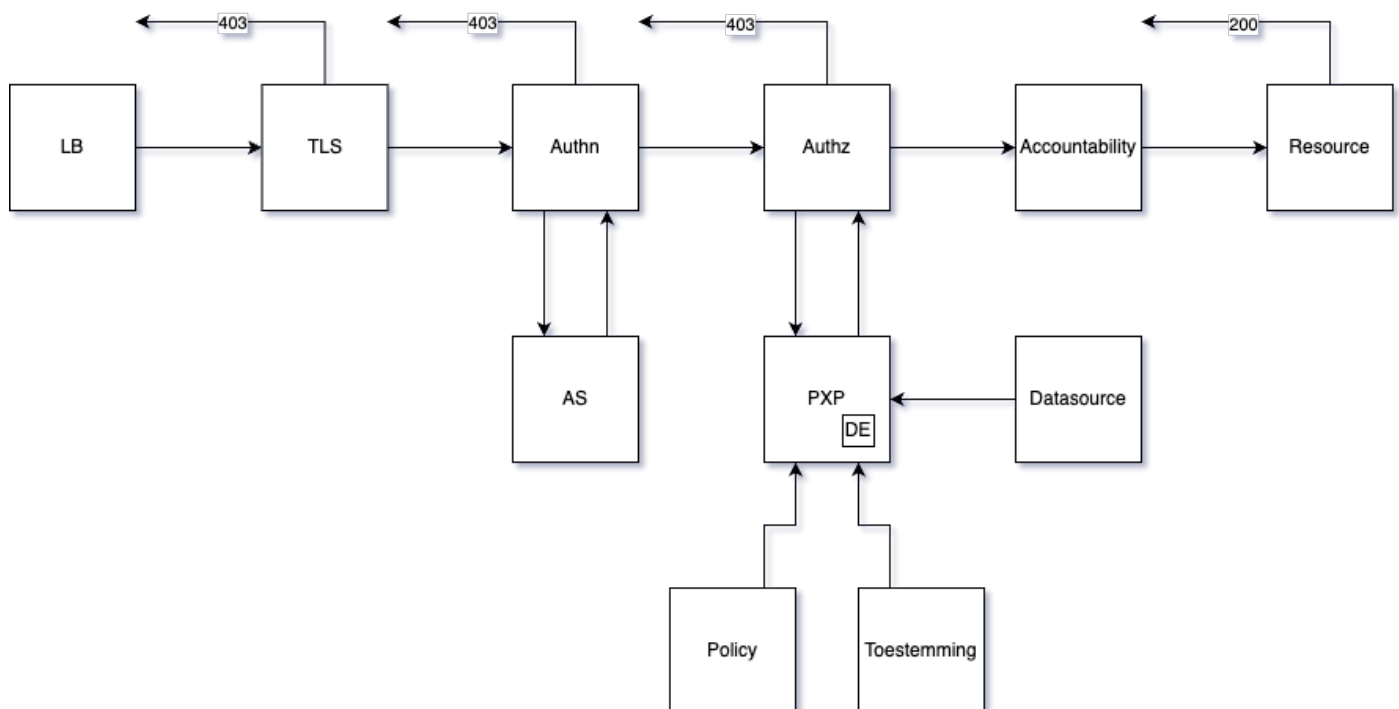 403
403
403
200
LB
TLS
Authn
Authz
Accountability
Resource
AS
PXP
DE
Datasource
Policy
Toestemming